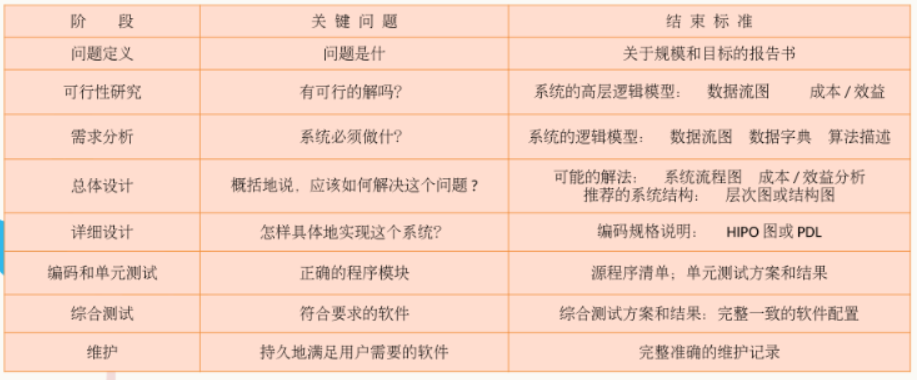 阶 段 关 键 问 题 结 束 标 准
问题定义 问题是什 关于规模和目标的报告书
可行性研究 有可行的解吗? 系统的高层逻辑模型: 数据流图 成本 / 效益
需求分析 系统必须做什? 系统的逻辑模型: 数据流图 数据字典 算法描述
总体设计 概括地说,应该如何解决这个问题? 可能的解法: 系统流程图 成本 / 效益分析
推荐的系统结构: 层次图或结构图
详细设计 怎样具体地实现这个系统? 编码规格说明: HIPO 图或 PDL
编码和单元测试 正确的程序模块 源程序清单;单元测试方案和结果
综合测试 符合要求的软件 综合测试方案和结果;完整一致的软件配置
维护 持久地满足用户需要的软件 完整准确的维护记录